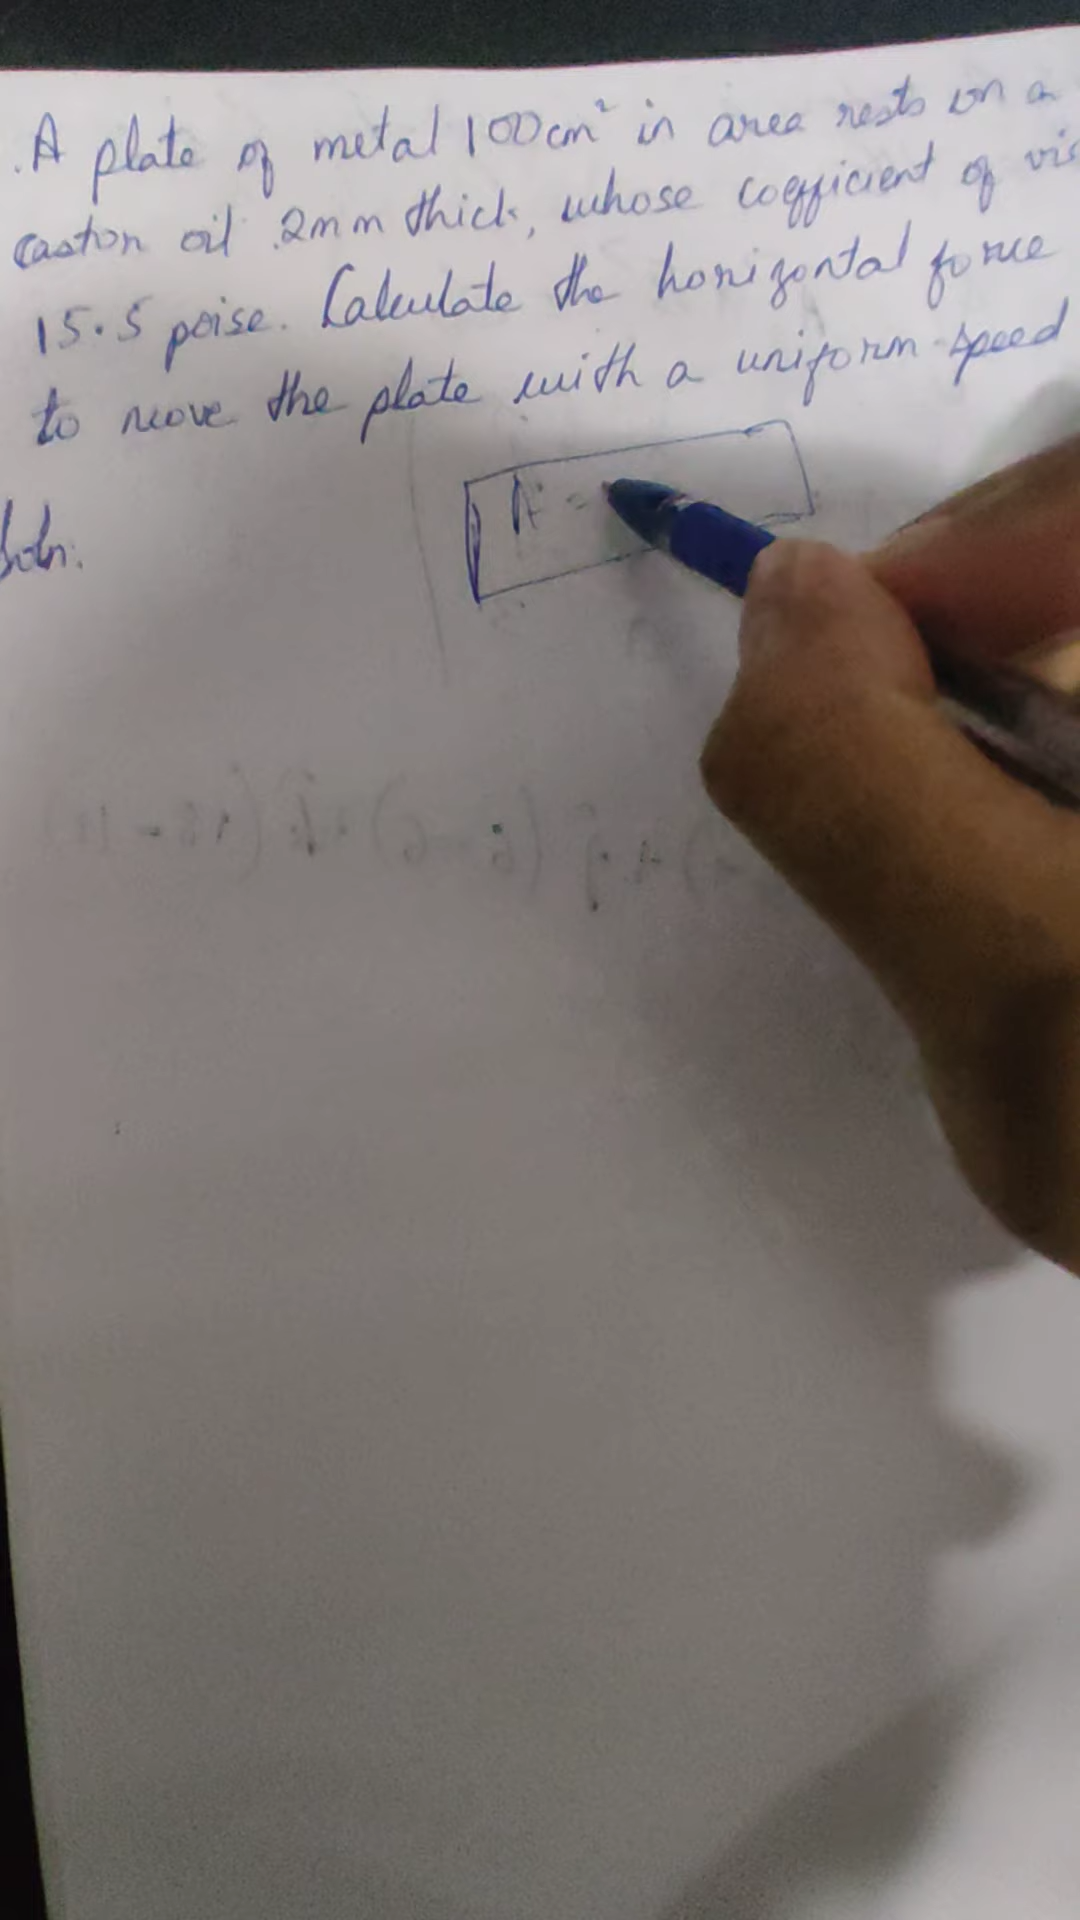 .A plate of metal 100cm² in area rests on a
castor oil 2mm thick, whose coefficient of vis
15.5 poise. Calculate the horizontal force
to move the plate with a uniform speed
Soln:
F =